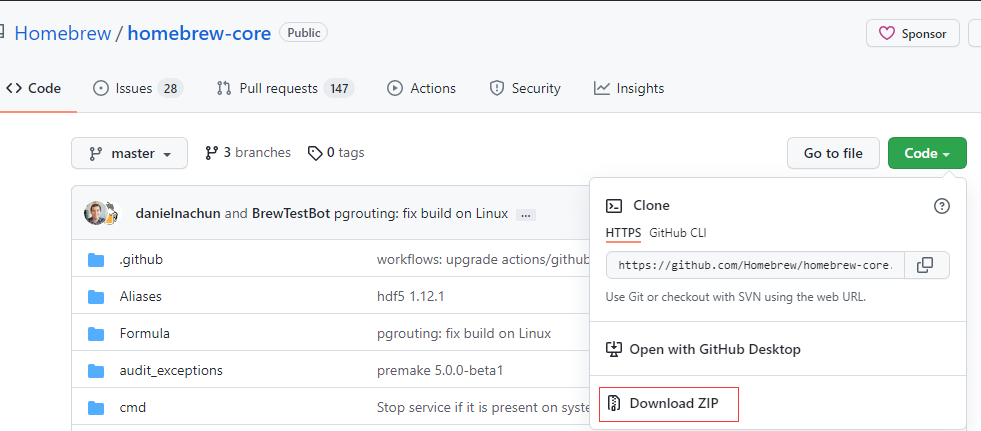 Homebrew / homebrew-core Public
Sponsor
Code Issues 28 Pull requests 147 Actions Security Insights
master 3 branches 0 tags Go to file Code
danielnachun and BrewTestBot pgrouting: fix build on Linux ...
Clone
HTTPS GitHub CLI
https://github.com/Homebrew/homebrew-core.
Use Git or checkout with SVN using the web URL.
Open with GitHub Desktop
Download ZIP
.github workflows: upgrade actions/github
Aliases hdf5 1.12.1
Formula pgrouting: fix build on Linux
audit_exceptions premake 5.0.0-beta1
cmd Stop service if it is present on syste